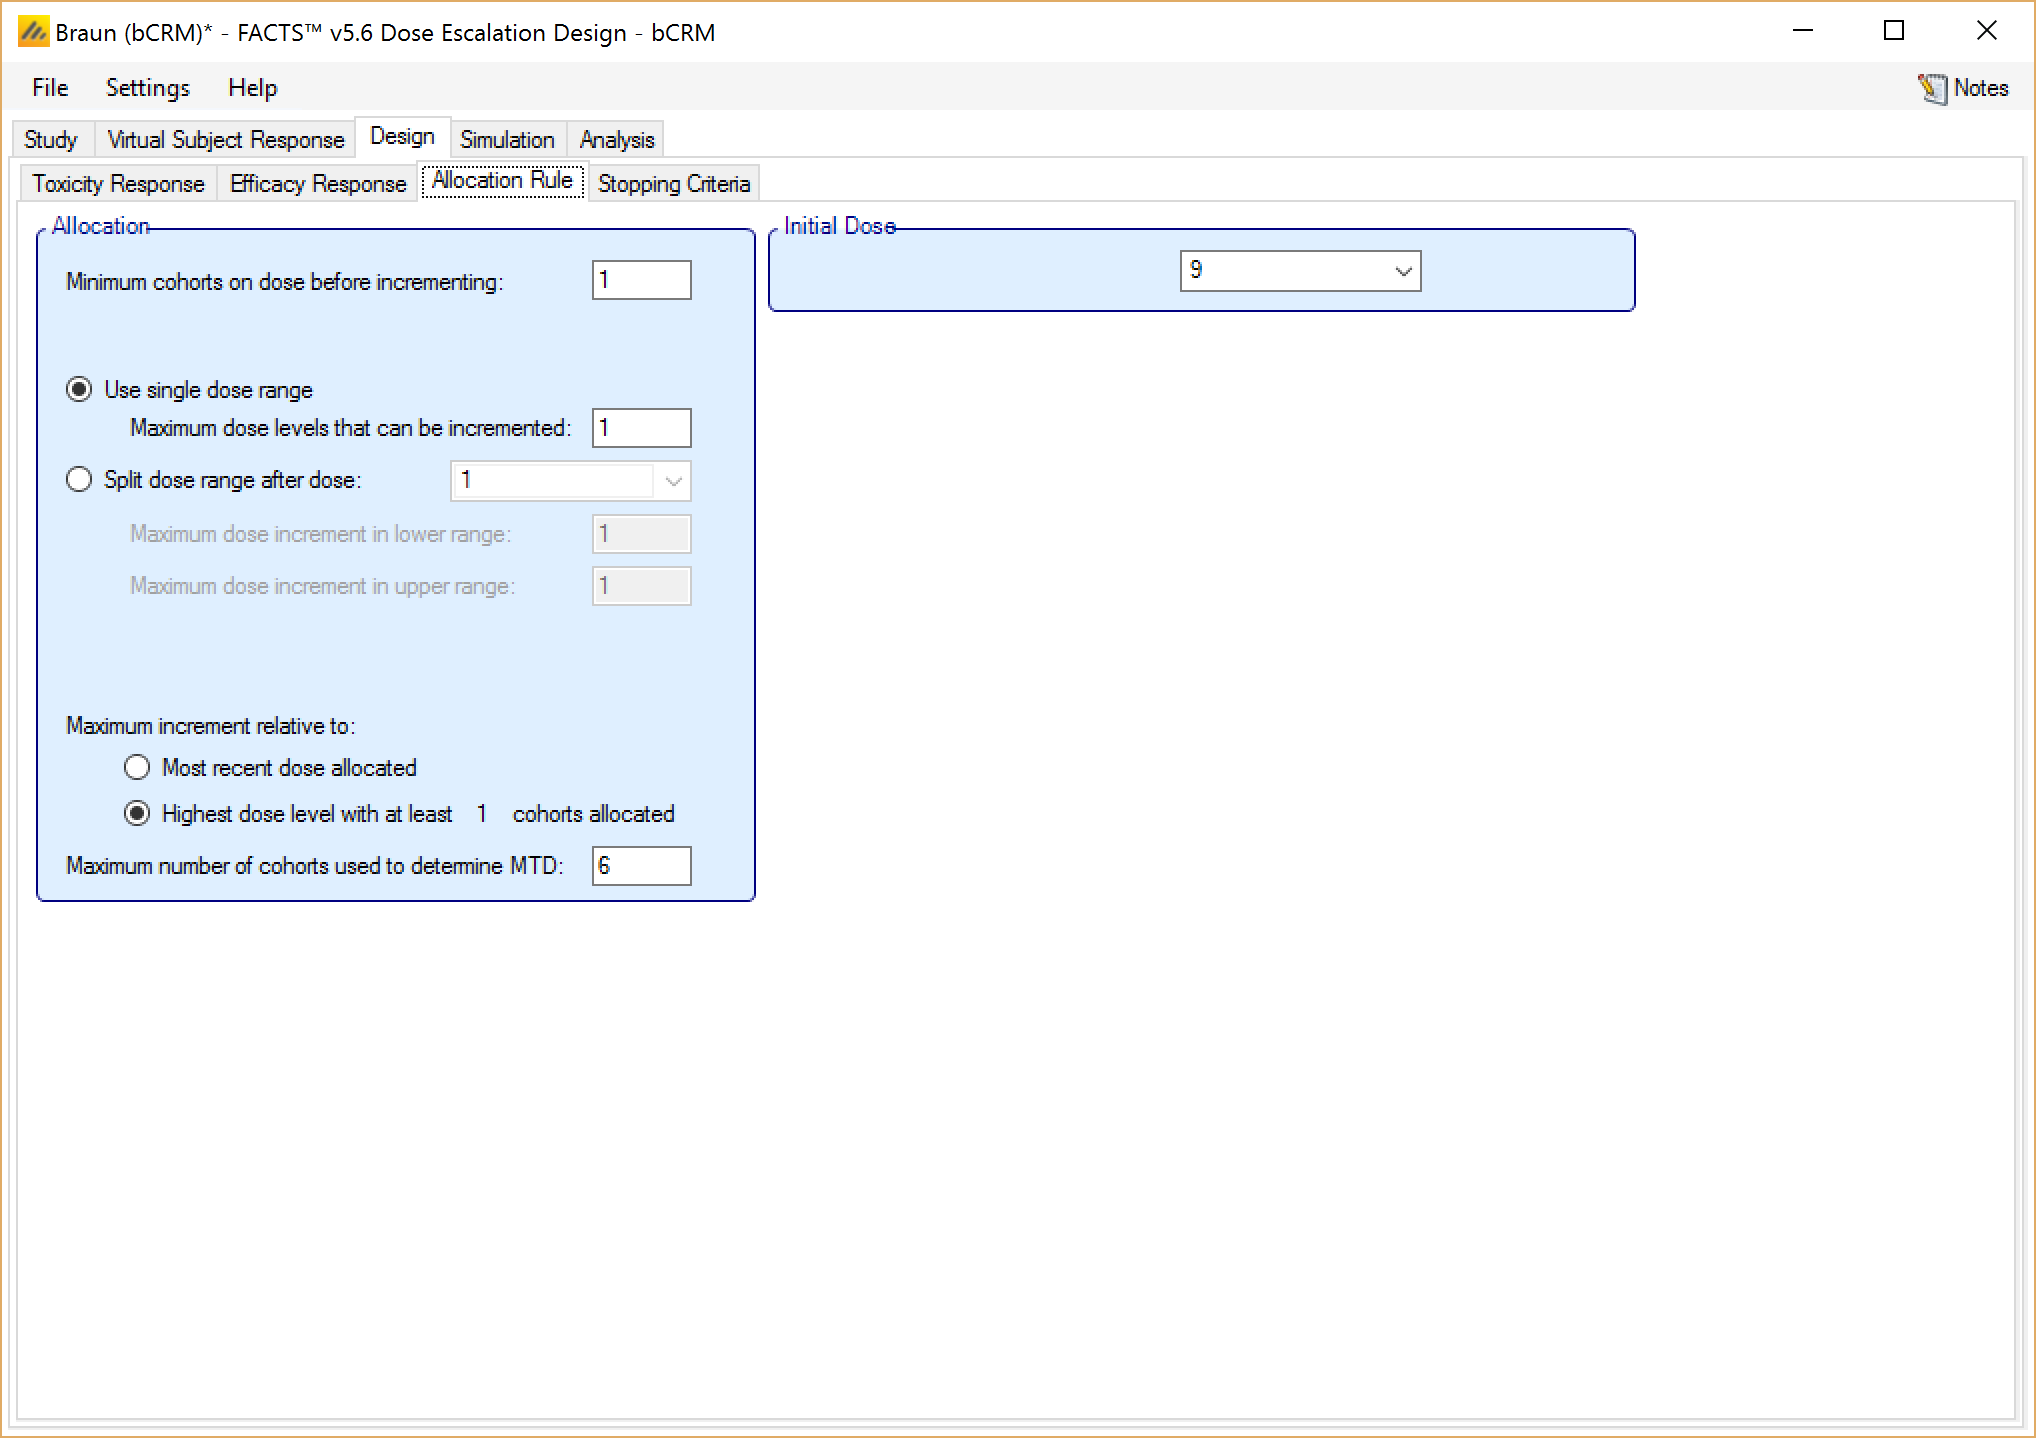 Braun (bCRM)* - FACTS™ v5.6 Dose Escalation Design - bCRM
File Settings Help Notes
Study Virtual Subject Response Design Simulation Analysis
Toxicity Response Efficacy Response Allocation Rule Stopping Criteria
Allocation
Minimum cohorts on dose before incrementing: 1
Use single dose range
Maximum dose levels that can be incremented: 1
Split dose range after dose: 1
Maximum dose increment in lower range: 1
Maximum dose increment in upper range: 1
Maximum increment relative to:
Most recent dose allocated
Highest dose level with at least 1 cohorts allocated
Maximum number of cohorts used to determine MTD: 6
Initial Dose
9